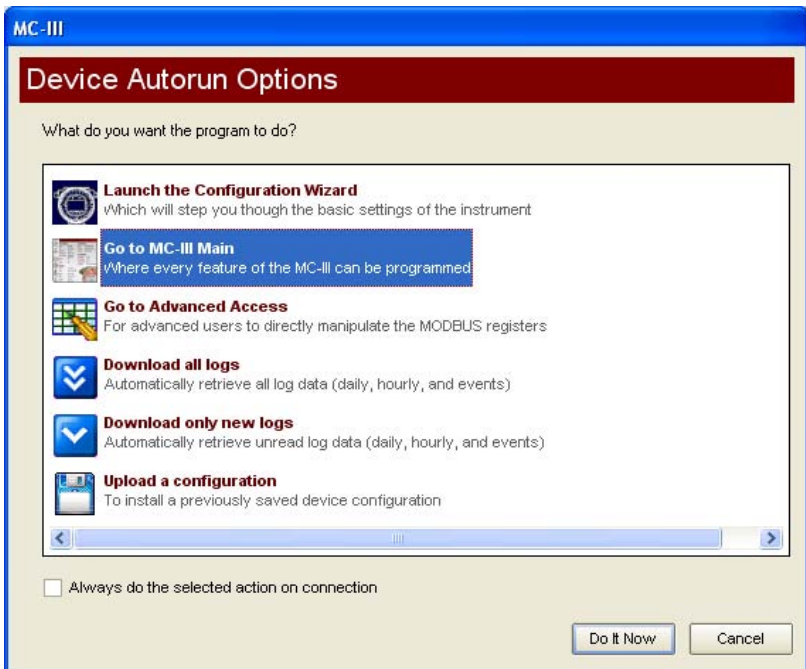 MC-III
Device Autorun Options
What do you want the program to do?
Launch the Configuration Wizard
Which will step you though the basic settings of the instrument
Go to MC-III Main
Where every feature of the MC-III can be programmed
Go to Advanced Access
For advanced users to directly manipulate the MODBUS registers
Download all logs
Automatically retrieve all log data (daily, hourly, and events)
Download only new logs
Automatically retrieve unread log data (daily, hourly, and events)
Upload a configuration
To install a previously saved device configuration
Always do the selected action on connection
Do It Now
Cancel